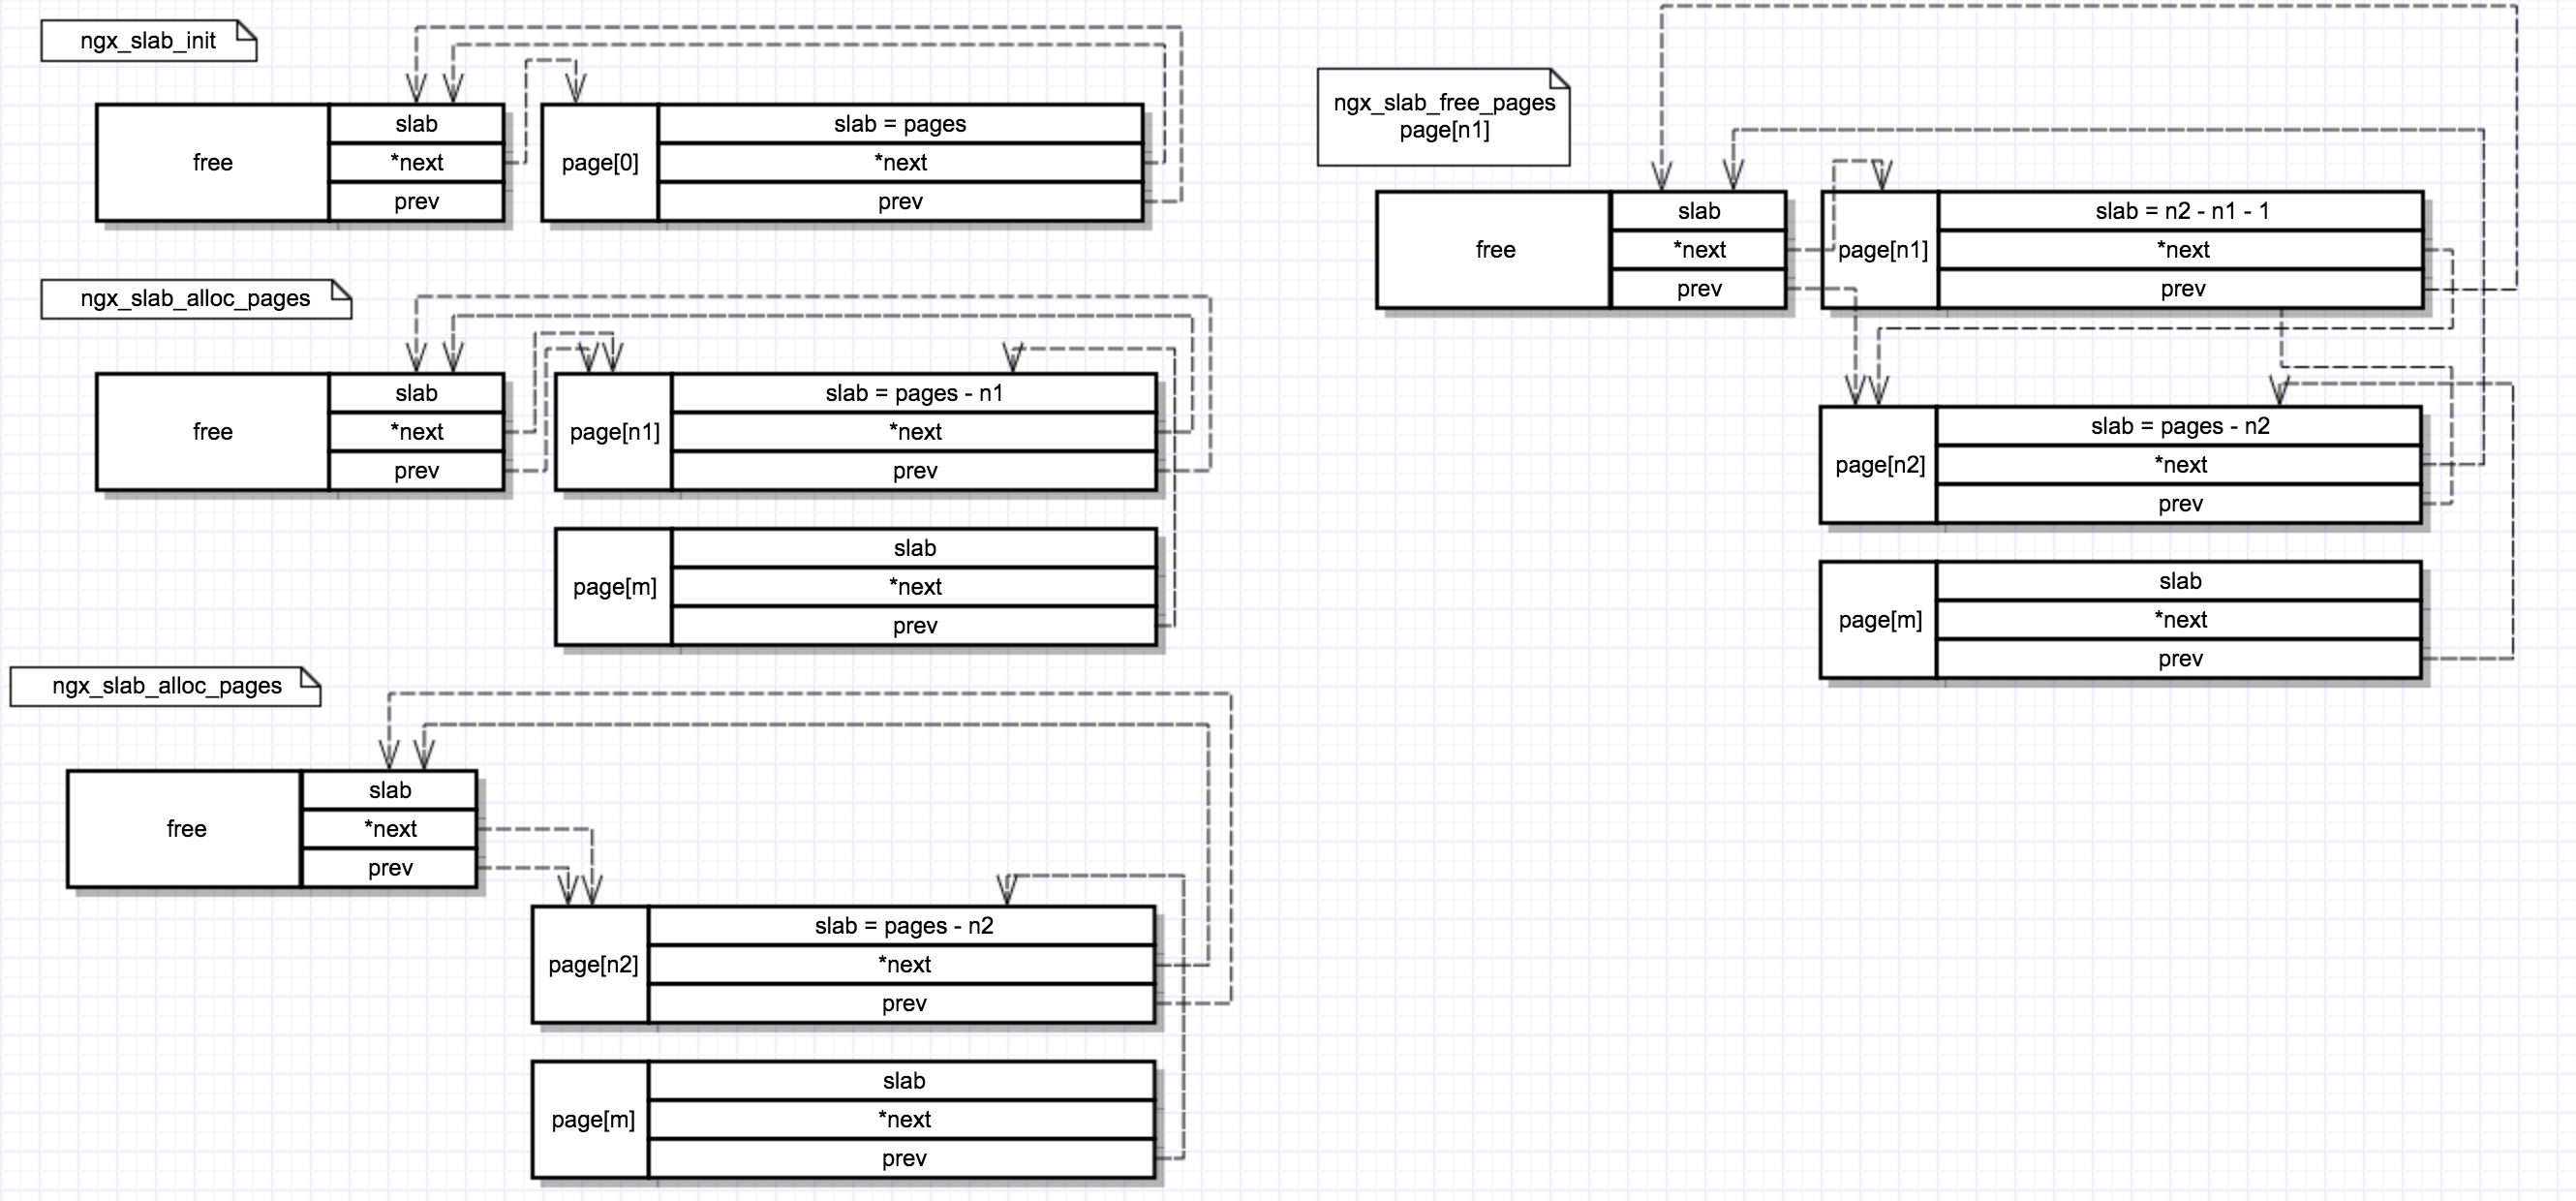 ngx_slab_init
free
slab
*next
prev
page[0]
slab = pages
*next
prev
ngx_slab_alloc_pages
free
slab
*next
prev
page[n1]
slab = pages - n1
*next
prev
page[m]
slab
*next
prev
ngx_slab_alloc_pages
free
slab
*next
prev
page[n2]
slab = pages - n2
*next
prev
page[m]
slab
*next
prev
ngx_slab_free_pages
page[n1]
free
slab
*next
prev
page[n1]
slab = n2 - n1 - 1
*next
prev
page[n2]
slab = pages - n2
*next
prev
page[m]
slab
*next
prev